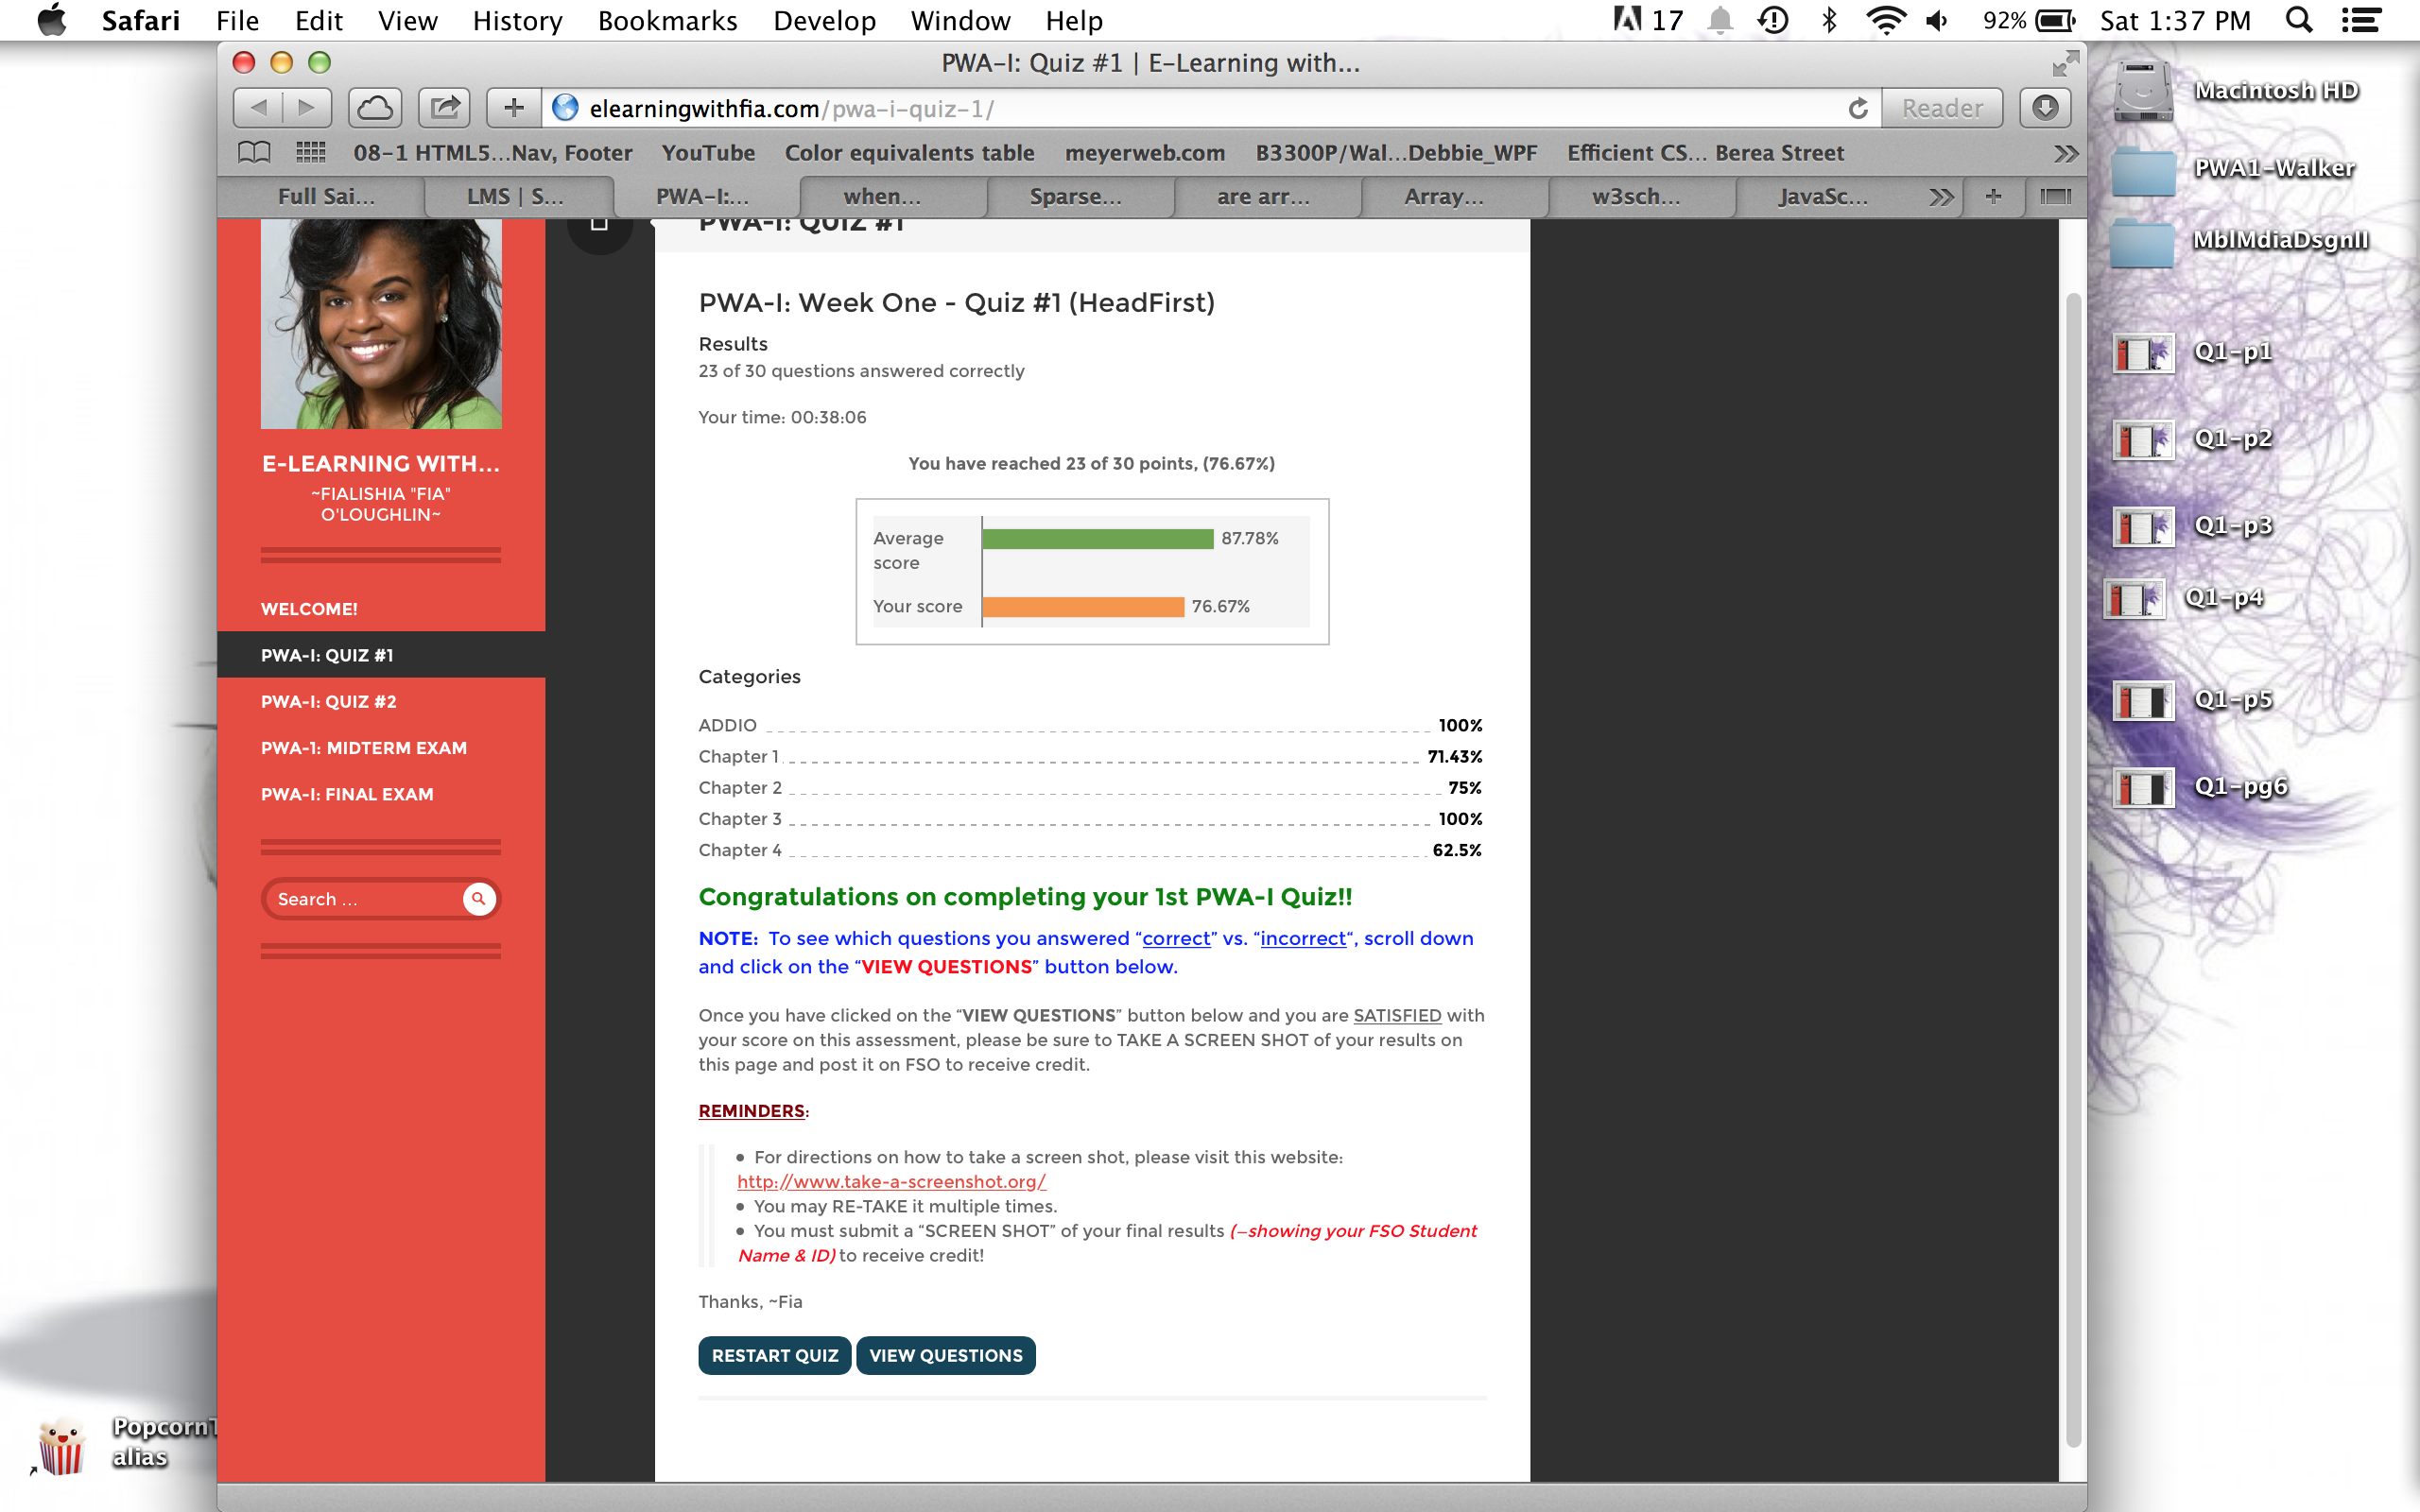 Safari File Edit View History Bookmarks Develop Window Help 17 92% Sat 1:37 PM
PWA-I: Quiz #1 | E-Learning with...
elearningwithfia.com/pwa-i-quiz-1/ Reader
08-1 HTML5...Nav, Footer YouTube Color equivalents table meyerweb.com B3300P/Wal...Debbie_WPF Efficient CS... Berea Street
Full Sai... LMS | S... PWA-I:... when... Sparse... are arr... Array... w3sch... JavaSc...
PWA-I: QUIZ #1
E-LEARNING WITH...
~FIALISHIA "FIA"
O'LOUGHLIN~
WELCOME!
PWA-I: QUIZ #1
PWA-I: QUIZ #2
PWA-1: MIDTERM EXAM
PWA-I: FINAL EXAM
Search ...
PWA-I: Week One - Quiz #1 (HeadFirst)
Results
23 of 30 questions answered correctly
Your time: 00:38:06
You have reached 23 of 30 points, (76.67%)
Average
score
87.78%
Your score 76.67%
Categories
ADDIO 100%
Chapter 1 71.43%
Chapter 2 75%
Chapter 3 100%
Chapter 4 62.5%
Congratulations on completing your 1st PWA-I Quiz!!
NOTE: To see which questions you answered “correct” vs. “incorrect“, scroll down
and click on the “VIEW QUESTIONS” button below.
Once you have clicked on the “VIEW QUESTIONS” button below and you are SATISFIED with
your score on this assessment, please be sure to TAKE A SCREEN SHOT of your results on
this page and post it on FSO to receive credit.
REMINDERS:
• For directions on how to take a screen shot, please visit this website:
http://www.take-a-screenshot.org/
• You may RE-TAKE it multiple times.
• You must submit a “SCREEN SHOT” of your final results (–showing your FSO Student
Name & ID) to receive credit!
Thanks, ~Fia
RESTART QUIZ VIEW QUESTIONS
Macintosh HD
PWA1-Walker
MblMdiaDsgnII
Q1-p1
Q1-p2
Q1-p3
Q1-p4
Q1-p5
Q1-pg6
PopcornT
alias